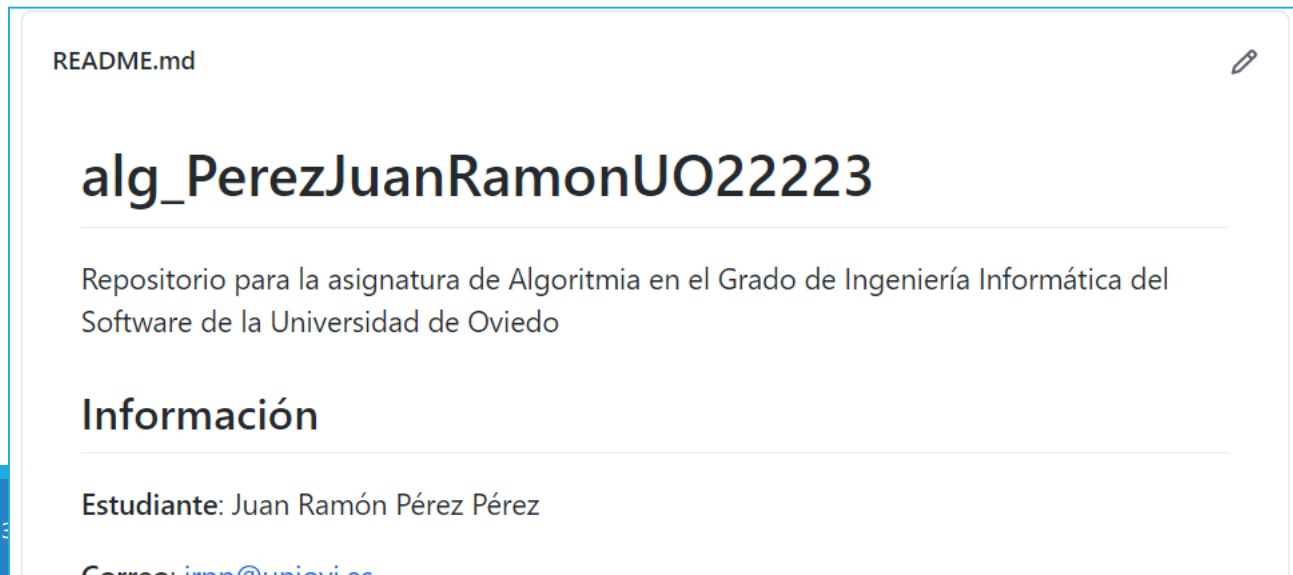 README.md
alg_PerezJuanRamonUO22223
Repositorio para la asignatura de Algoritmia en el Grado de Ingeniería Informática del
Software de la Universidad de Oviedo
Información
Estudiante: Juan Ramón Pérez Pérez
Correo: